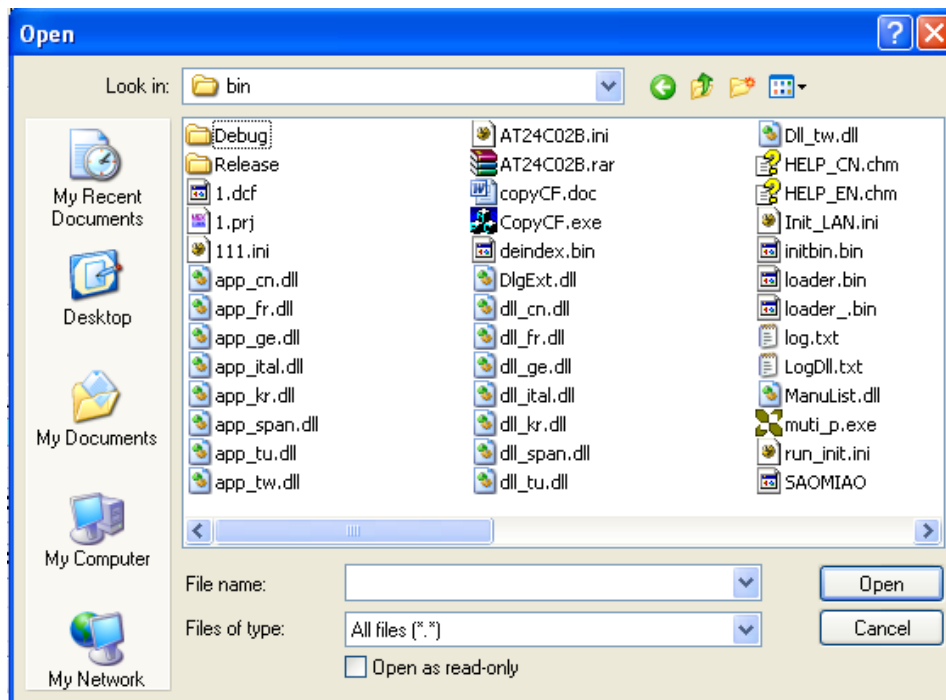 Open
Look in:
bin
My Recent
Documents
Desktop
My Documents
My Computer
My Network
Debug
Release
1.dcf
1.prj
111.ini
app_cn.dll
app_fr.dll
app_ge.dll
app_ital.dll
app_kr.dll
app_span.dll
app_tu.dll
app_tw.dll
AT24C02B.ini
AT24C02B.rar
copyCF.doc
CopyCF.exe
deindex.bin
DlgExt.dll
dll_cn.dll
dll_fr.dll
dll_ge.dll
dll_ital.dll
dll_kr.dll
dll_span.dll
dll_tu.dll
Dll_tw.dll
HELP_CN.chm
HELP_EN.chm
Init_LAN.ini
initbin.bin
loader.bin
loader_.bin
log.txt
LogDll.txt
ManuList.dll
muti_p.exe
run_init.ini
SAOMIAO
File name:
Open
Files of type:
All files (*.*)
Cancel
Open as read-only